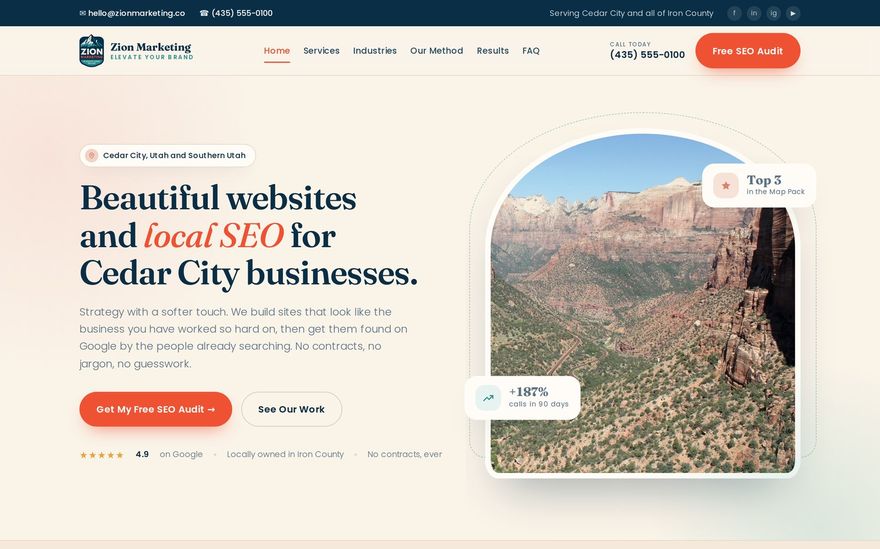 ✉ hello@zionmarketing.co ☎ (435) 555-0100 Serving Cedar City and all of Iron County f in ig ▶
ZION Zion Marketing
ELEVATE YOUR BRAND
Home Services Industries Our Method Results FAQ
CALL TODAY
(435) 555-0100
Free SEO Audit
Cedar City, Utah and Southern Utah
Beautiful websites
and local SEO for
Cedar City businesses.
Strategy with a softer touch. We build sites that look like the
business you have worked so hard on, then get them found on
Google by the people already searching. No contracts, no
jargon, no guesswork.
Get My Free SEO Audit → See Our Work
★★★★★ 4.9 on Google • Locally owned in Iron County • No contracts, ever
Top 3
in the Map Pack
+187%
calls in 90 days